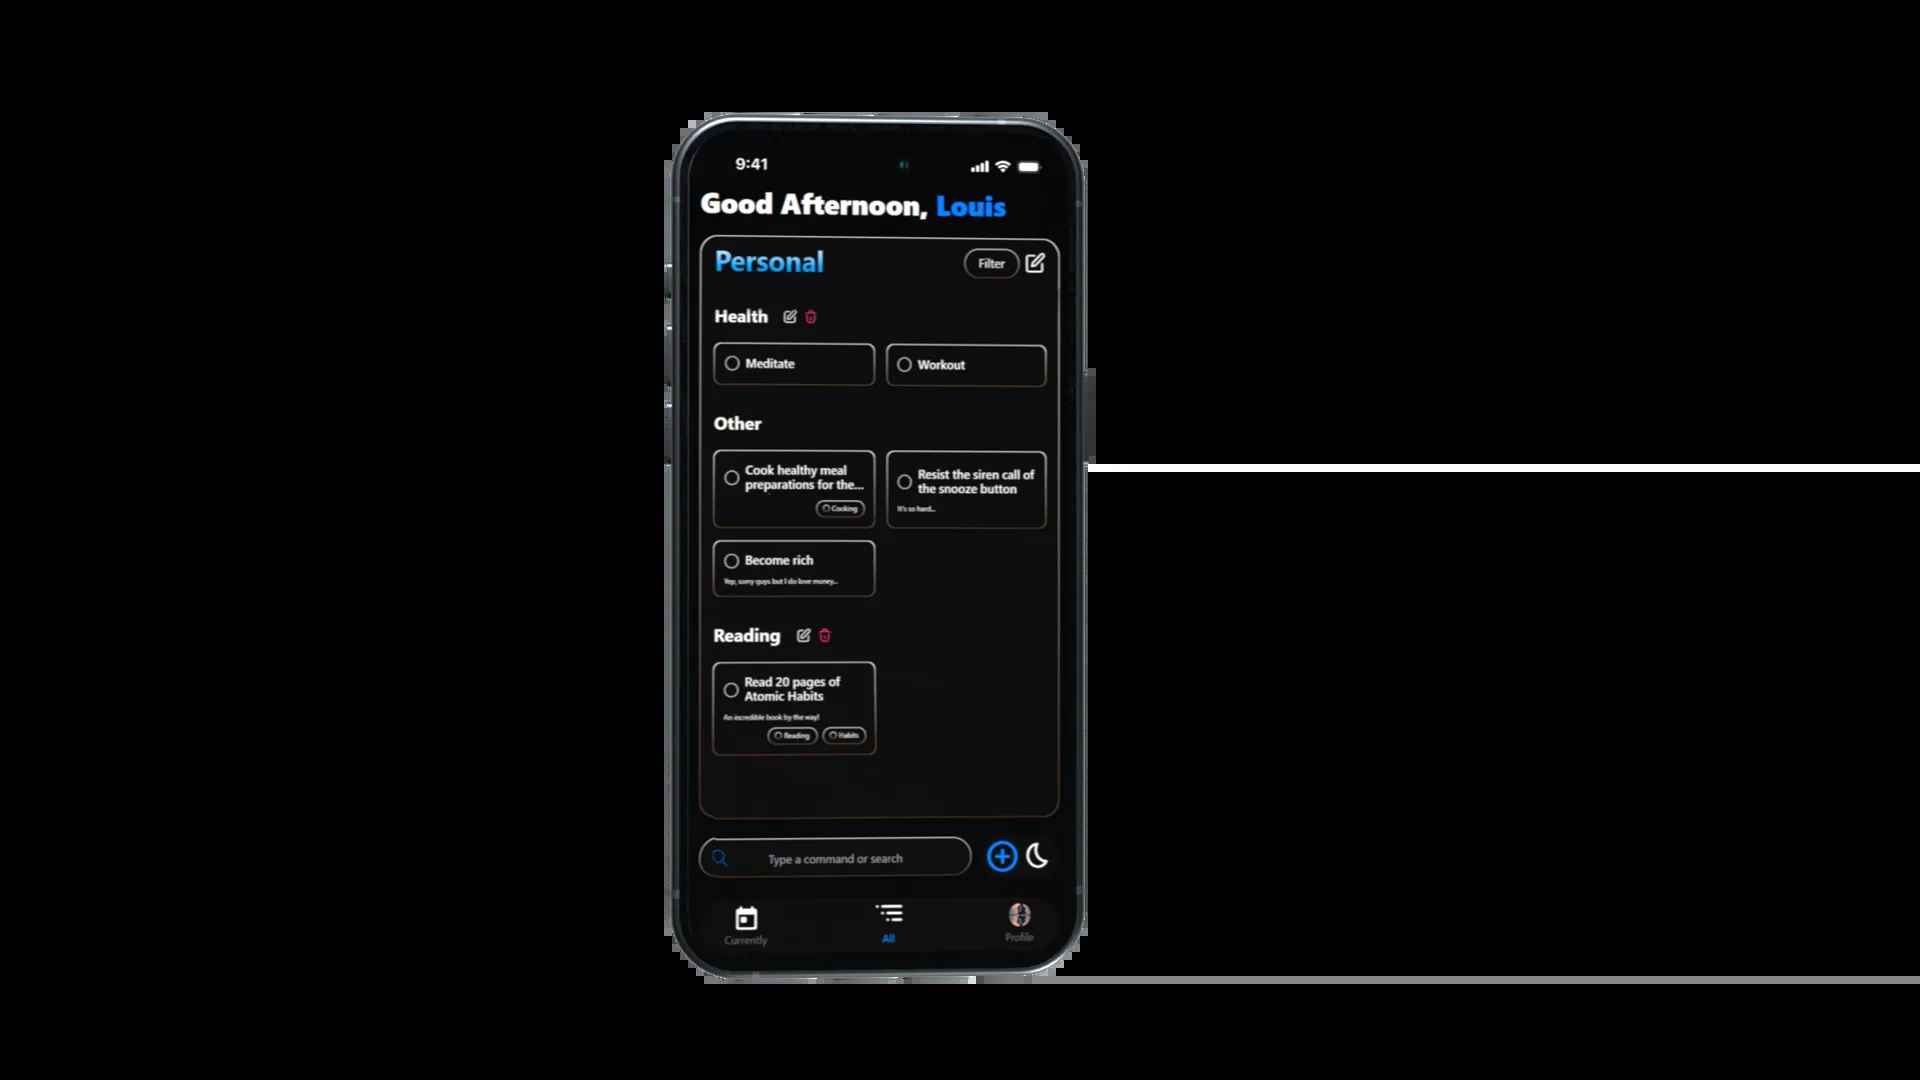 9:41
Good Afternoon, Louis
Personal
Filter
Health
Meditate
Workout
Other
Cook healthy meal
preparations for the...
Cooking
Resist the siren call of
the snooze button
It's so hard...
Become rich
Yep, sorry guys but I do love money...
Reading
Read 20 pages of
Atomic Habits
An incredible book by the way!
Reading
Habits
Type a command or search
Currently
All
Profile